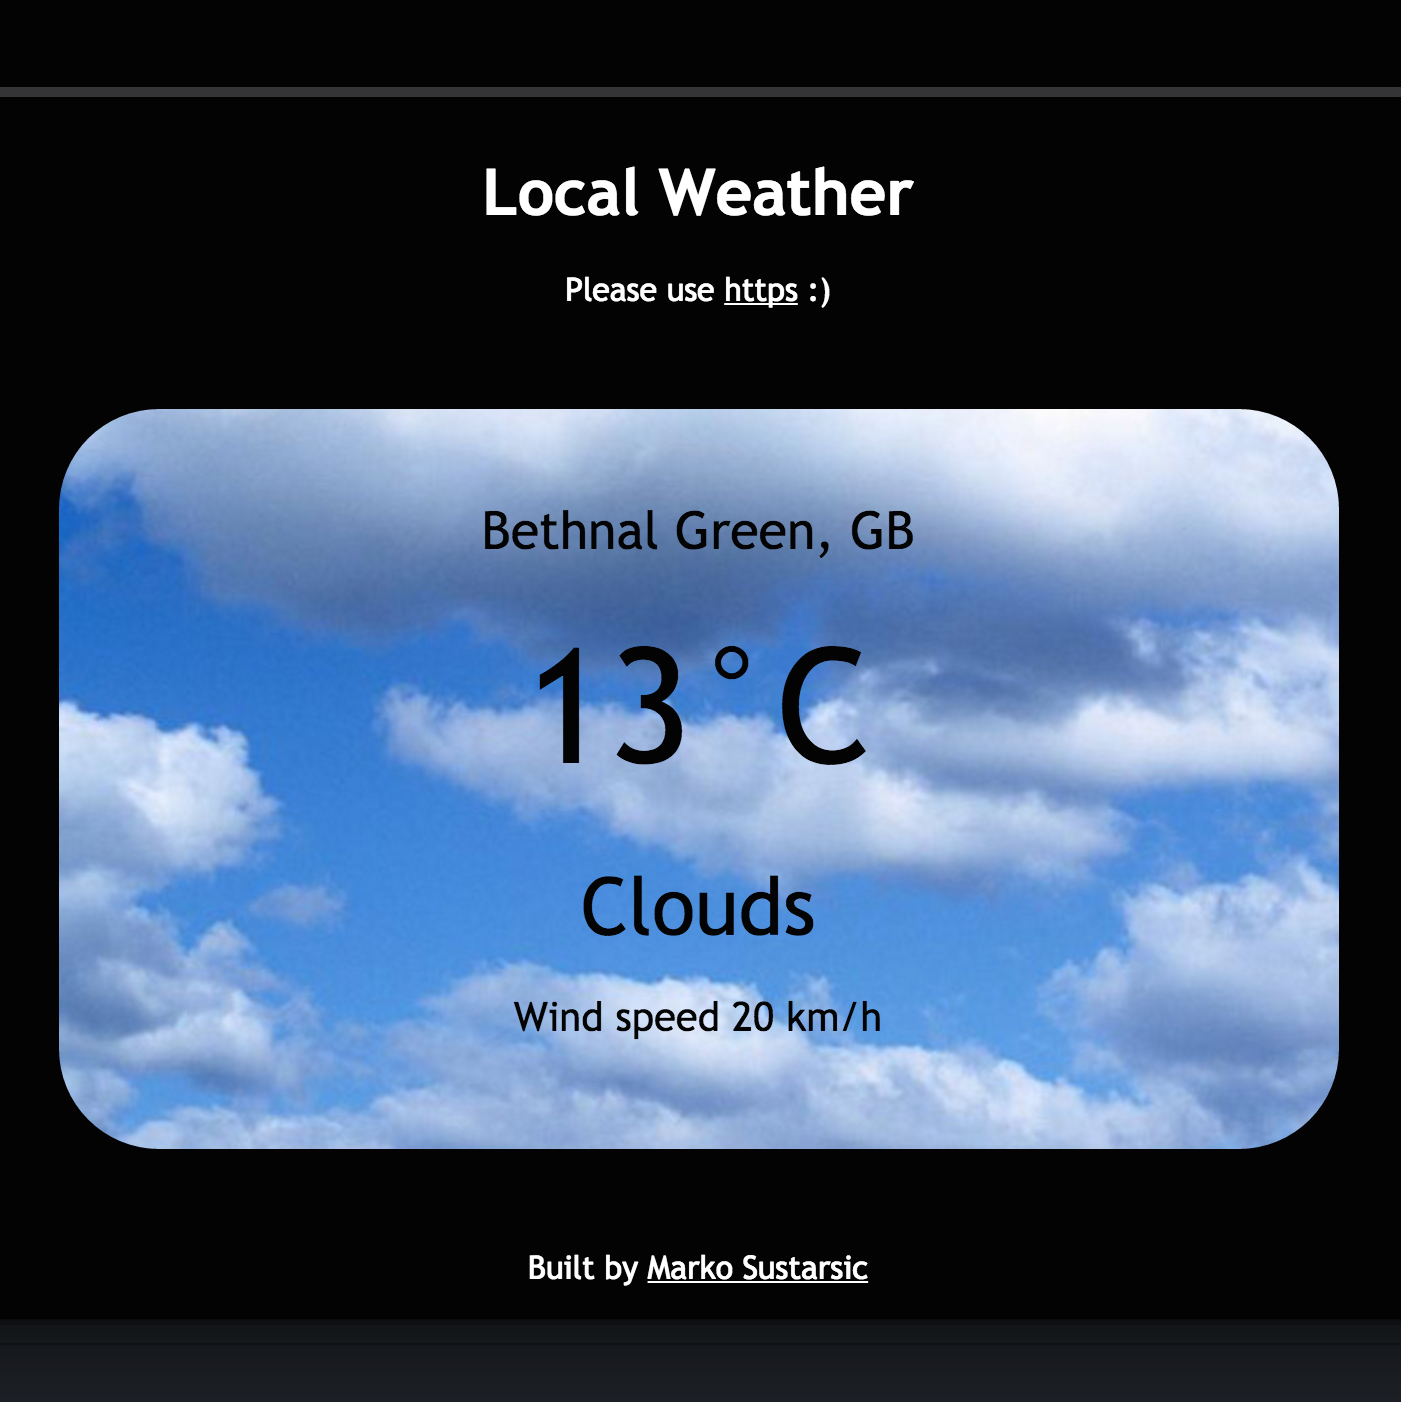 Local Weather
Please use https :)
Bethnal Green, GB
13°C
Clouds
Wind speed 20 km/h
Built by Marko Sustarsic